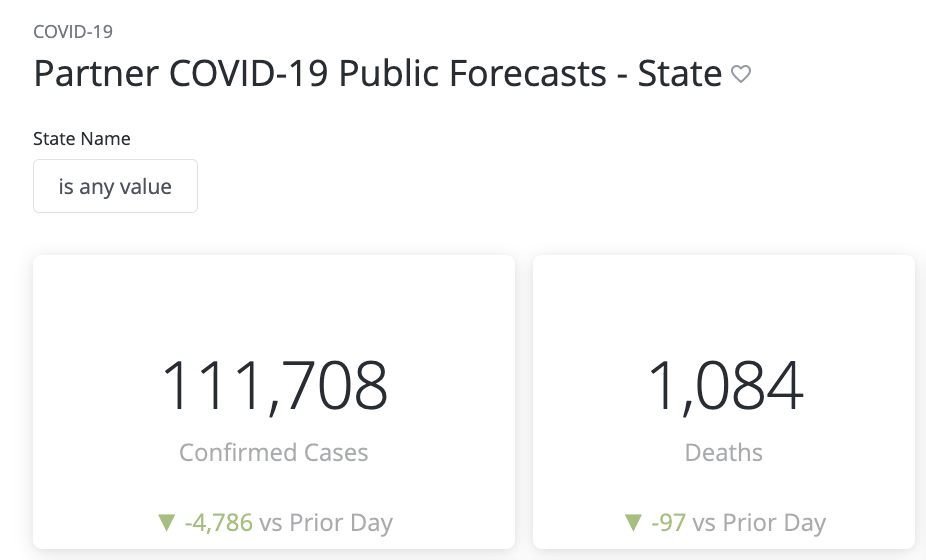 COVID-19
Partner COVID-19 Public Forecasts - State
State Name
is any value
111,708
Confirmed Cases
▼ -4,786 vs Prior Day
1,084
Deaths
▼ -97 vs Prior Day